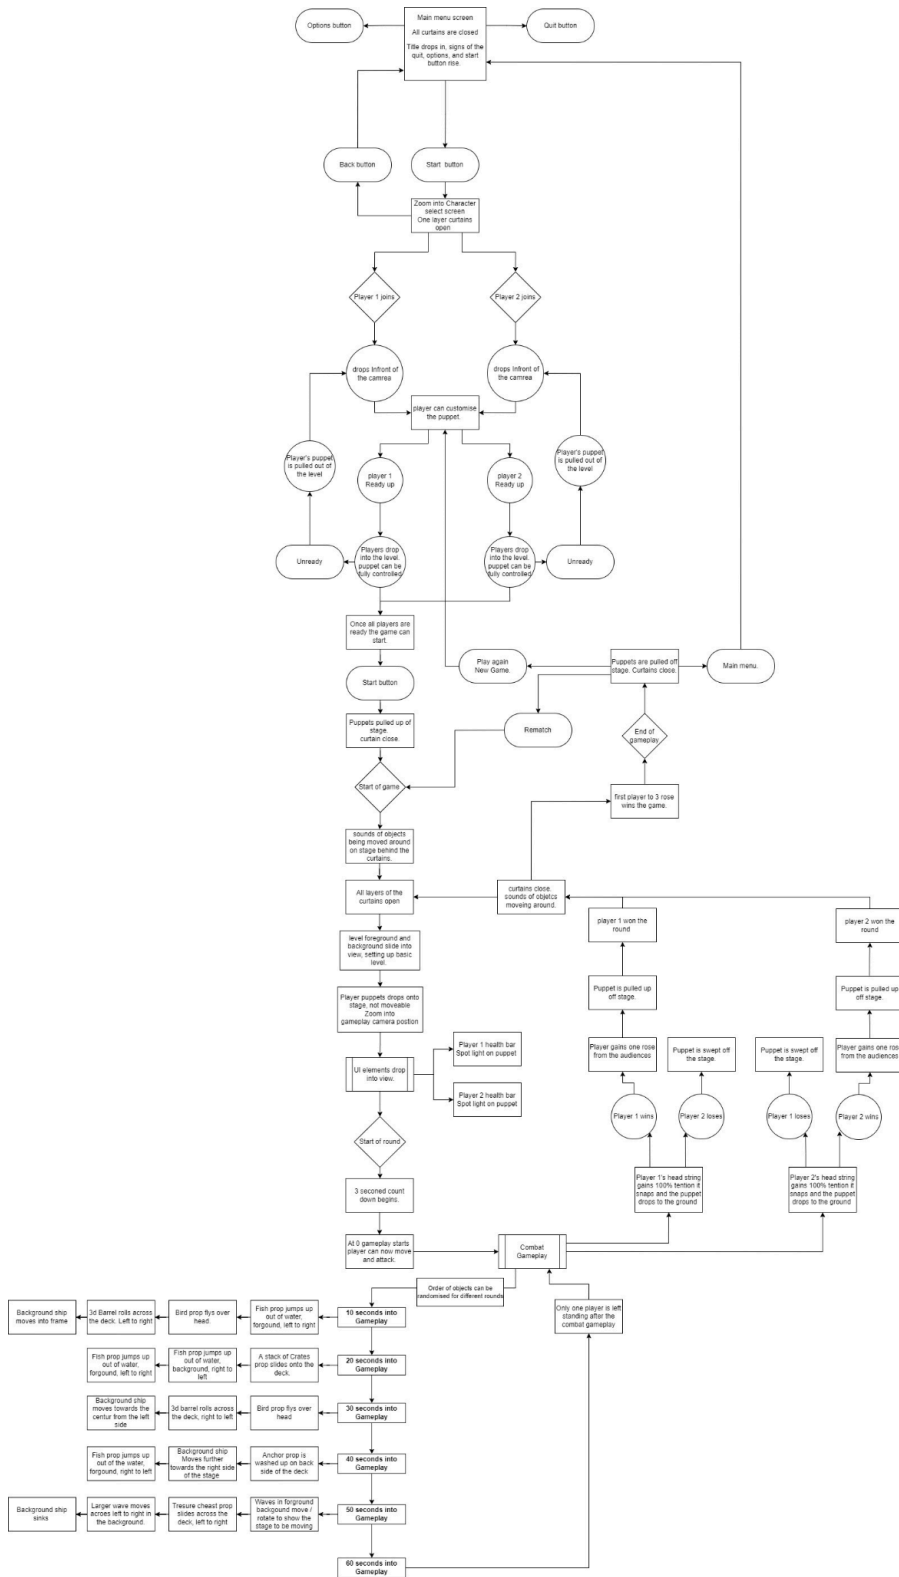 Options button
Main menu screen
All curtains are closed
Title drops in, signs of the
quit, options, and start
button rise.
Quit button
Back button
Start button
Zoom into Character
select screen
One layer curtains
open
Player 1 joins
Player 2 joins
drops Infront of
the camrea
drops Infront of
the camrea
player can customise
the puppet
Player's puppet
is pulled out of
the level
player 1
Ready up
player 2
Ready up
Player's puppet
is pulled out of
the level
Unready
Players drop
into the level.
puppet can be
fully controlled
Players drop
into the level.
puppet can be
fully controlled
Unready
Once all players are
ready the game can
start.
Play again
New Game.
Puppets are pulled off
stage. Curtains close.
Main menu.
Start button
Puppets pulled up of
stage.
curtain close
Rematch
End of
gameplay
Start of game
first player to 3 rose
wins the game.
sounds of objects
being moved around
on stage behind the
curtains.
All layers of the
curtains open
curtains close.
sounds of objetcs
moveing around.
player 1 won the
round
player 2 won the
round
level foreground and
background slide into
view, setting up basic
level.
Player puppets drops onto
stage, not moveable
Zoom into
gameplay camera postion
Puppet is pulled up
off stage.
Puppet is pulled up
off stage.
UI elements drop
into view.
Player 1 health bar
Spot light on puppet
Player 2 health bar
Spot light on puppet
Player gains one rose
from the audiences
Puppet is swept off
the stage.
Puppet is swept off
the stage.
Player gains one rose
from the audiences
Player 1 wins
Player 2 loses
Player 1 loses
Player 2 wins
Start of round
3 seconed count
down begins.
Player 1's head string
gains 100% tention it
snaps and the puppet
drops to the ground
Player 2's head string
gains 100% tention it
snaps and the puppet
drops to the ground
At 0 gameplay starts
player can now move
and attack.
Combat
Gameplay
Order of objects can be
randomised for different rounds
Only one player is left
standing after the
combat gameplay
Background ship
moves into frame
3d Barrel rolls across
the deck. Left to right
Bird prop flys over
head.
Fish prop jumps up
out of water,
forgound, left to right
10 seconds into
Gameplay
Fish prop jumps up
out of water,
forgound, left to right
Fish prop jumps up
out of water,
background, right to
left
A stack of Crates
prop slides onto the
deck.
20 seconds into
Gameplay
Background ship
moves towards the
centur from the left
side
3d barrel rolls across
the deck, right to left
Bird prop flys over
head
30 seconds into
Gameplay
Fish prop jumps up
out of the water,
forgound, right to left
Background ship
Moves further
towards the right side
of the stage
Anchor prop is
washed up on back
side of the deck
40 seconds into
Gameplay
Background ship
sinks
Larger wave moves
acroes left to right in
the background.
Tresure cheast prop
slides across the
deck, left to right
Waves in forground
backgound move /
rotate to show the
stage to be moving
50 seconds into
Gameplay
60 seconds into
Gameplay